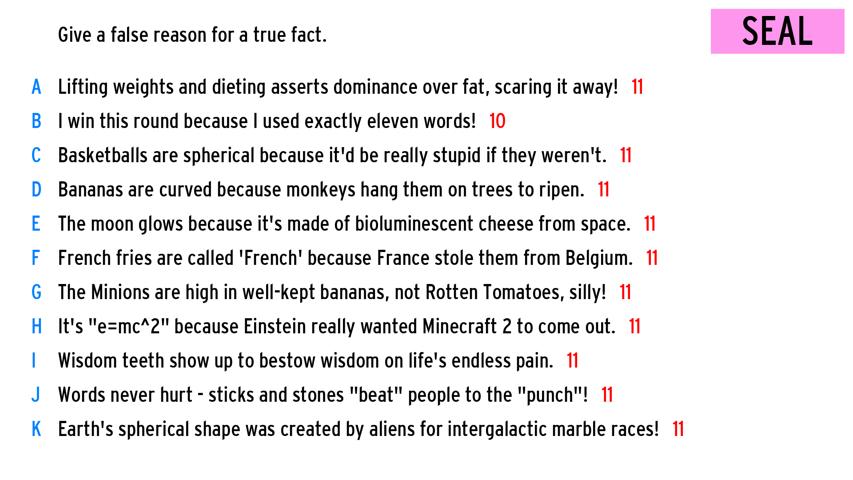 Give a false reason for a true fact.
SEAL
A Lifting weights and dieting asserts dominance over fat, scaring it away! 11
B I win this round because I used exactly eleven words! 10
C Basketballs are spherical because it'd be really stupid if they weren't. 11
D Bananas are curved because monkeys hang them on trees to ripen. 11
E The moon glows because it's made of bioluminescent cheese from space. 11
F French fries are called 'French' because France stole them from Belgium. 11
G The Minions are high in well-kept bananas, not Rotten Tomatoes, silly! 11
H It's "e=mc^2" because Einstein really wanted Minecraft 2 to come out. 11
I Wisdom teeth show up to bestow wisdom on life's endless pain. 11
J Words never hurt - sticks and stones "beat" people to the "punch"! 11
K Earth's spherical shape was created by aliens for intergalactic marble races! 11